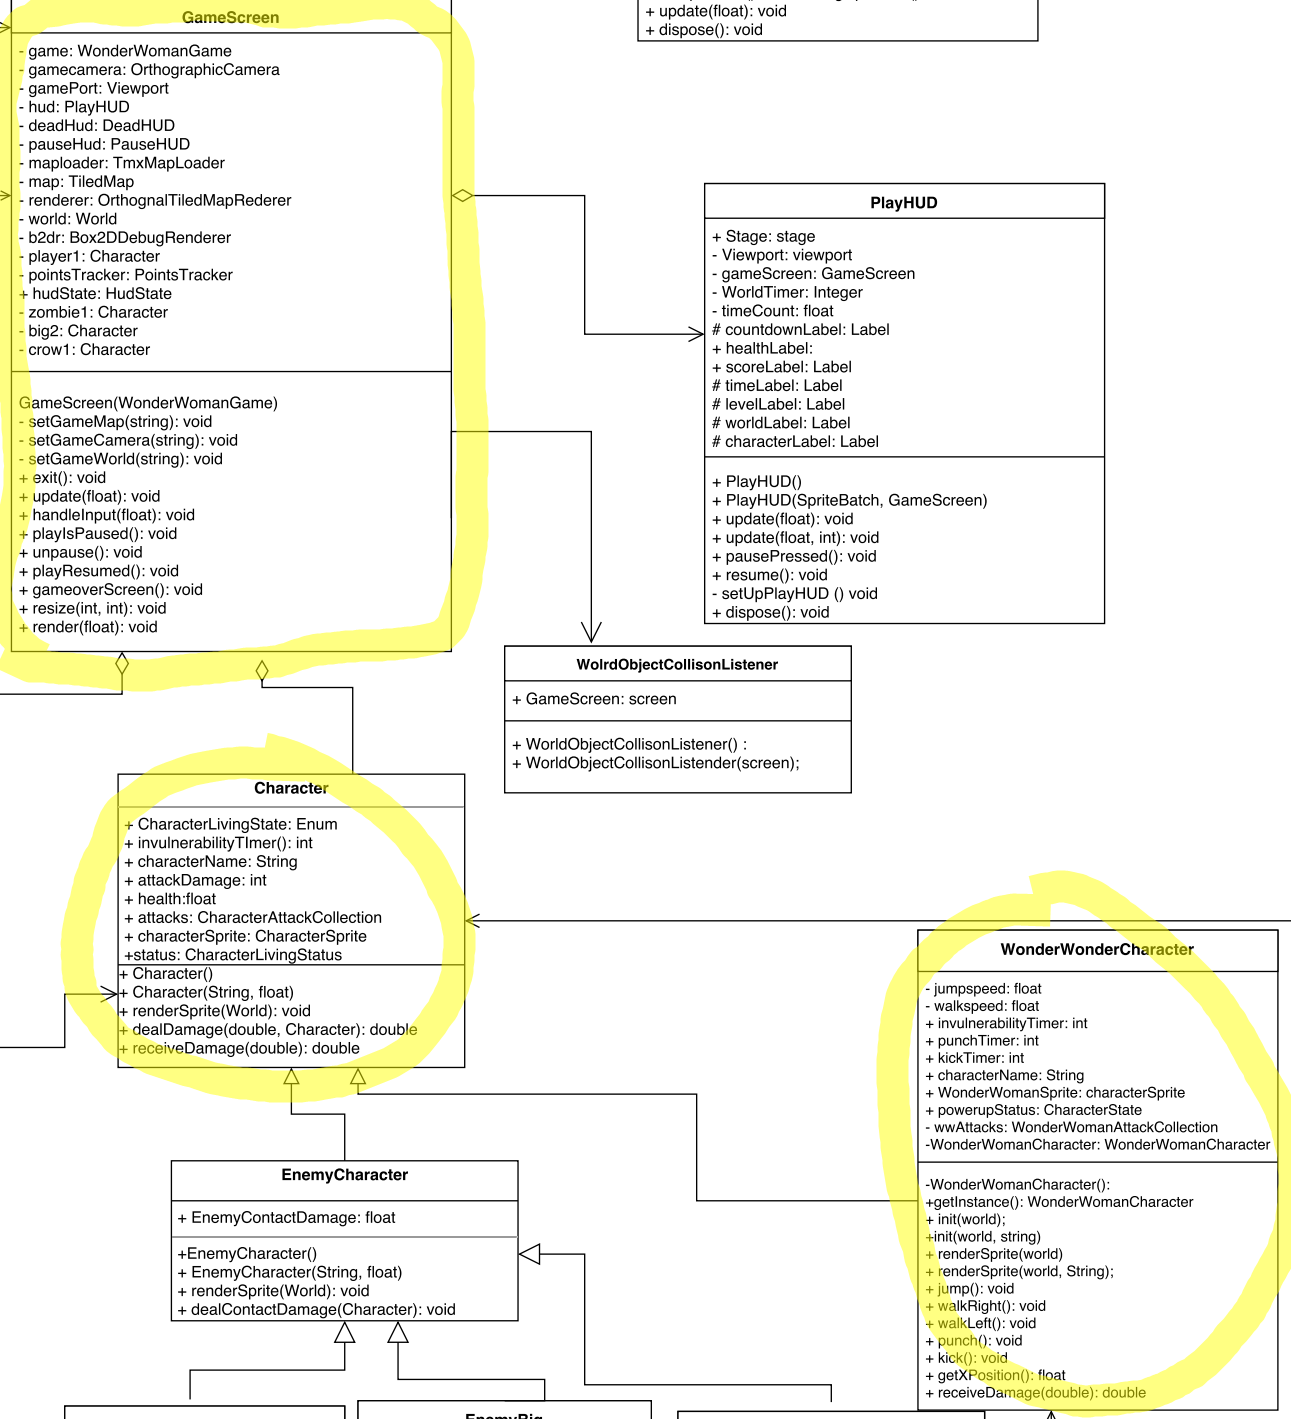 GameScreen
- game: WonderWomanGame
- gamecamera: OrthographicCamera
- gamePort: Viewport
- hud: PlayHUD
- deadHud: DeadHUD
- pauseHud: PauseHUD
- maploader: TmxMapLoader
- map: TiledMap
- renderer: OrthognalTiledMapRederer
- world: World
- b2dr: Box2DDebugRenderer
- player1: Character
- pointsTracker: PointsTracker
+ hudState: HudState
- zombie1: Character
- big2: Character
- crow1: Character
GameScreen(WonderWomanGame)
- setGameMap(string): void
- setGameCamera(string): void
- setGameWorld(string): void
+ exit(): void
+ update(float): void
+ handleInput(float): void
+ playIsPaused(): void
+ unpause(): void
+ playResumed(): void
+ gameoverScreen(): void
+ resize(int, int): void
+ render(float): void
+ update(float): void
+ dispose(): void
PlayHUD
+ Stage: stage
- Viewport: viewport
- gameScreen: GameScreen
- WorldTimer: Integer
- timeCount: float
# countdownLabel: Label
+ healthLabel:
+ scoreLabel: Label
# timeLabel: Label
# levelLabel: Label
# worldLabel: Label
# characterLabel: Label
+ PlayHUD()
+ PlayHUD(SpriteBatch, GameScreen)
+ update(float): void
+ update(float, int): void
+ pausePressed(): void
+ resume(): void
- setUpPlayHUD () void
+ dispose(): void
WolrdObjectCollisonListener
+ GameScreen: screen
+ WorldObjectCollisonListener() :
+ WorldObjectCollisonListender(screen);
Character
+ CharacterLivingState: Enum
+ invulnerabilityTImer(): int
+ characterName: String
+ attackDamage: int
+ health:float
+ attacks: CharacterAttackCollection
+ characterSprite: CharacterSprite
+status: CharacterLivingStatus
+ Character()
+ Character(String, float)
+ renderSprite(World): void
+ dealDamage(double, Character): double
+ receiveDamage(double): double
WonderWonderCharacter
- jumpspeed: float
- walkspeed: float
+ invulnerabilityTimer: int
+ punchTimer: int
+ kickTimer: int
+ characterName: String
+ WonderWomanSprite: characterSprite
+ powerupStatus: CharacterState
- wwAttacks: WonderWomanAttackCollection
-WonderWomanCharacter: WonderWomanCharacter
-WonderWomanCharacter():
+getInstance(): WonderWomanCharacter
+ init(world);
+init(world, string)
+ renderSprite(world)
+ renderSprite(world, String);
+ jump(): void
+ walkRight(): void
+ walkLeft(): void
+ punch(): void
+ kick(): void
+ getXPosition(): float
+ receiveDamage(double): double
EnemyCharacter
+ EnemyContactDamage: float
+EnemyCharacter()
+ EnemyCharacter(String, float)
+ renderSprite(World): void
+ dealContactDamage(Character): void
EnemyBig